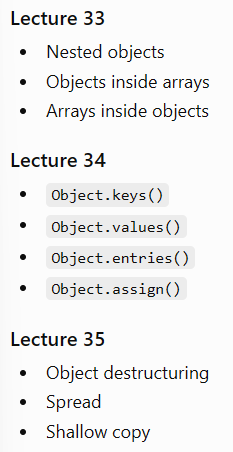 Lecture 33
• Nested objects
• Objects inside arrays
• Arrays inside objects
Lecture 34
• Object.keys()
• Object.values()
• Object.entries()
• Object.assign()
Lecture 35
• Object destructuring
• Spread
• Shallow copy